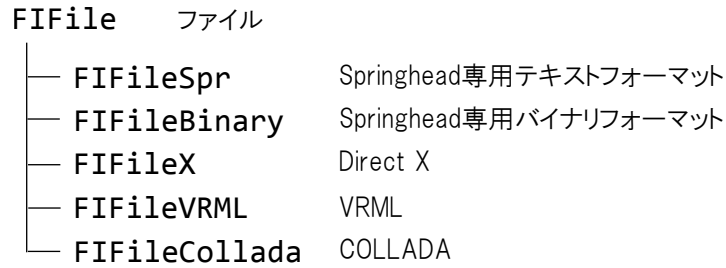 FIFile ファイル
FIFileSpr Springhead専用テキストフォーマット
FIFileBinary Springhead専用バイナリフォーマット
FIFileX Direct X
FIFileVRML VRML
FIFileCollada COLLADA